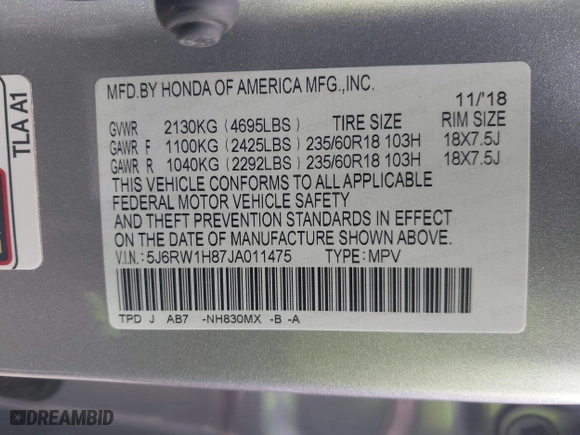 TLA A1
MFD.BY HONDA OF AMERICA MFG.,INC.
11/'18
GVWR 2130KG (4695LBS) TIRE SIZE RIM SIZE
GAWR F 1100KG (2425LBS) 235/60R18 103H 18X7.5J
GAWR R 1040KG (2292LBS) 235/60R18 103H 18X7.5J
THIS VEHICLE CONFORMS TO ALL APPLICABLE
FEDERAL MOTOR VEHICLE SAFETY
AND THEFT PREVENTION STANDARDS IN EFFECT
ON THE DATE OF MANUFACTURE SHOWN ABOVE.
V.I.N.: 5J6RW1H87JA011475 TYPE: MPV
TPD J AB7 -NH830MX -B -A
DREAMBID